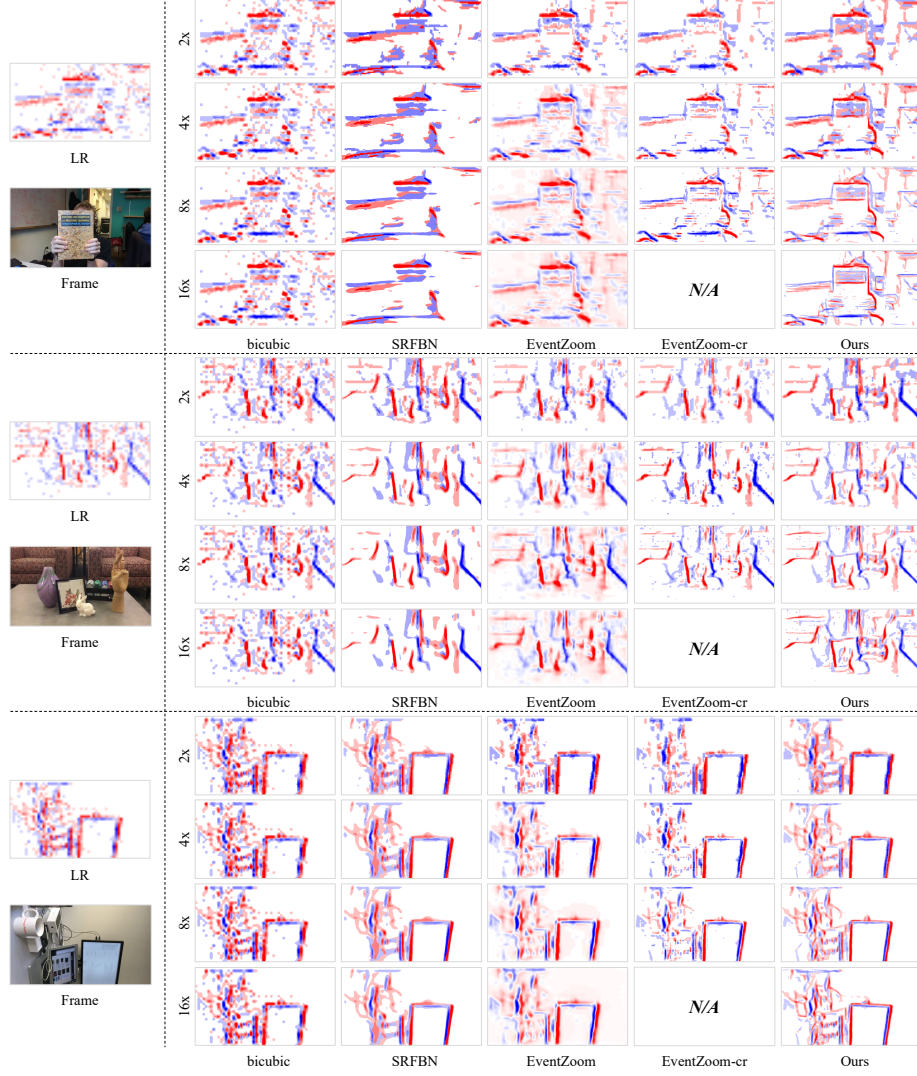 2x
LR
4x
8x
Frame
16x
N/A
bicubic SRFBN EventZoom EventZoom-cr Ours
2x
LR
4x
8x
Frame
16x
N/A
bicubic SRFBN EventZoom EventZoom-cr Ours
2x
LR
4x
8x
Frame
16x
N/A
bicubic SRFBN EventZoom EventZoom-cr Ours